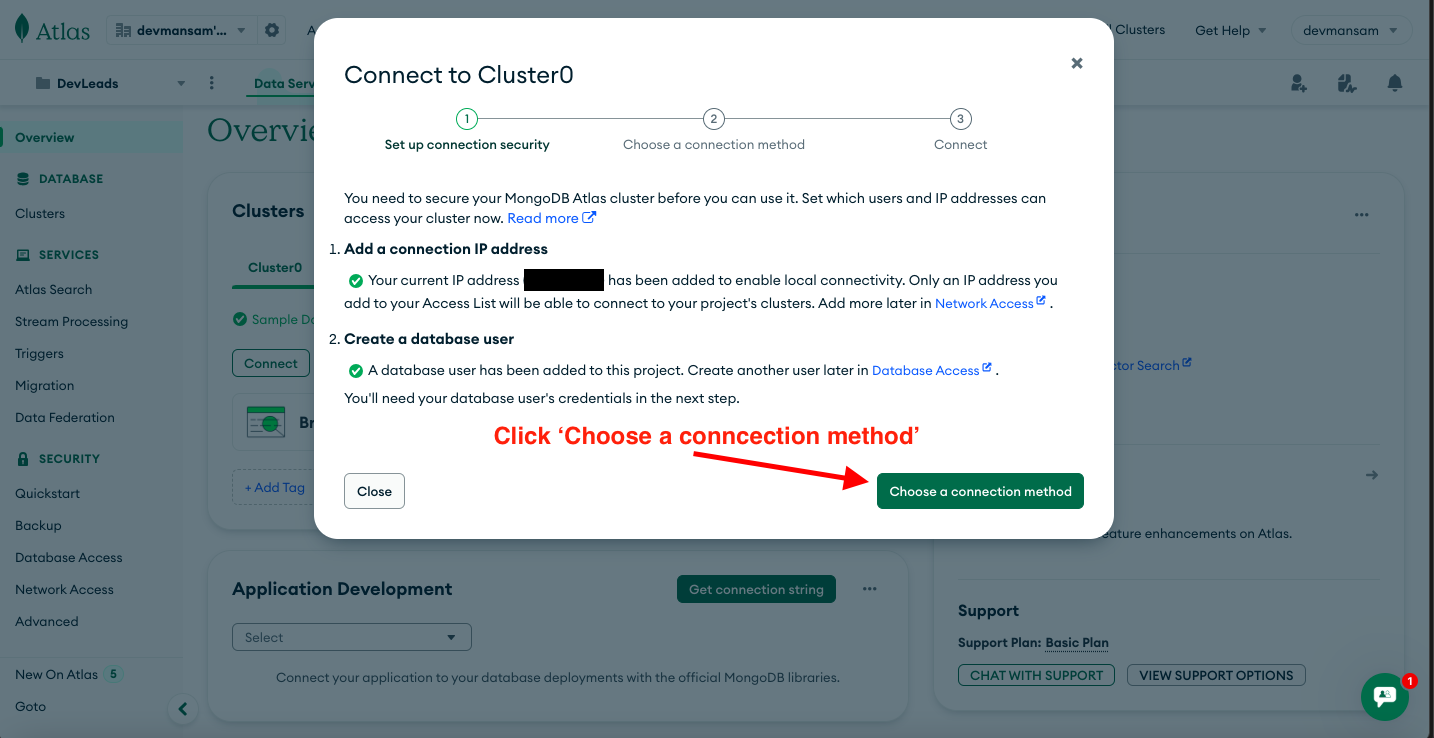 Atlas
devmansam'...
A
l Clusters
Get Help
devmansam
DevLeads
Data Serv
Overview
DATABASE
Clusters
SERVICES
Atlas Search
Stream Processing
Triggers
Migration
Data Federation
SECURITY
Quickstart
Backup
Database Access
Network Access
Advanced
New On Atlas 5
Goto
Overvie
Clusters
Cluster0
Sample Da
Connect
Br
+ Add Tag
Connect to Cluster0
1
2
3
Set up connection security
Choose a connection method
Connect
You need to secure your MongoDB Atlas cluster before you can use it. Set which users and IP addresses can
access your cluster now. Read more
1. Add a connection IP address
Your current IP address ( has been added to enable local connectivity. Only an IP address you
add to your Access List will be able to connect to your project's clusters. Add more later in Network Access .
2. Create a database user
A database user has been added to this project. Create another user later in Database Access .
You'll need your database user's credentials in the next step.
Click ‘Choose a conncection method’
Close
Choose a connection method
ctor Search
eature enhancements on Atlas.
Application Development
Get connection string
Select
Connect your application to your database deployments with the official MongoDB libraries.
Support
Support Plan: Basic Plan
CHAT WITH SUPPORT
VIEW SUPPORT OPTIONS
1